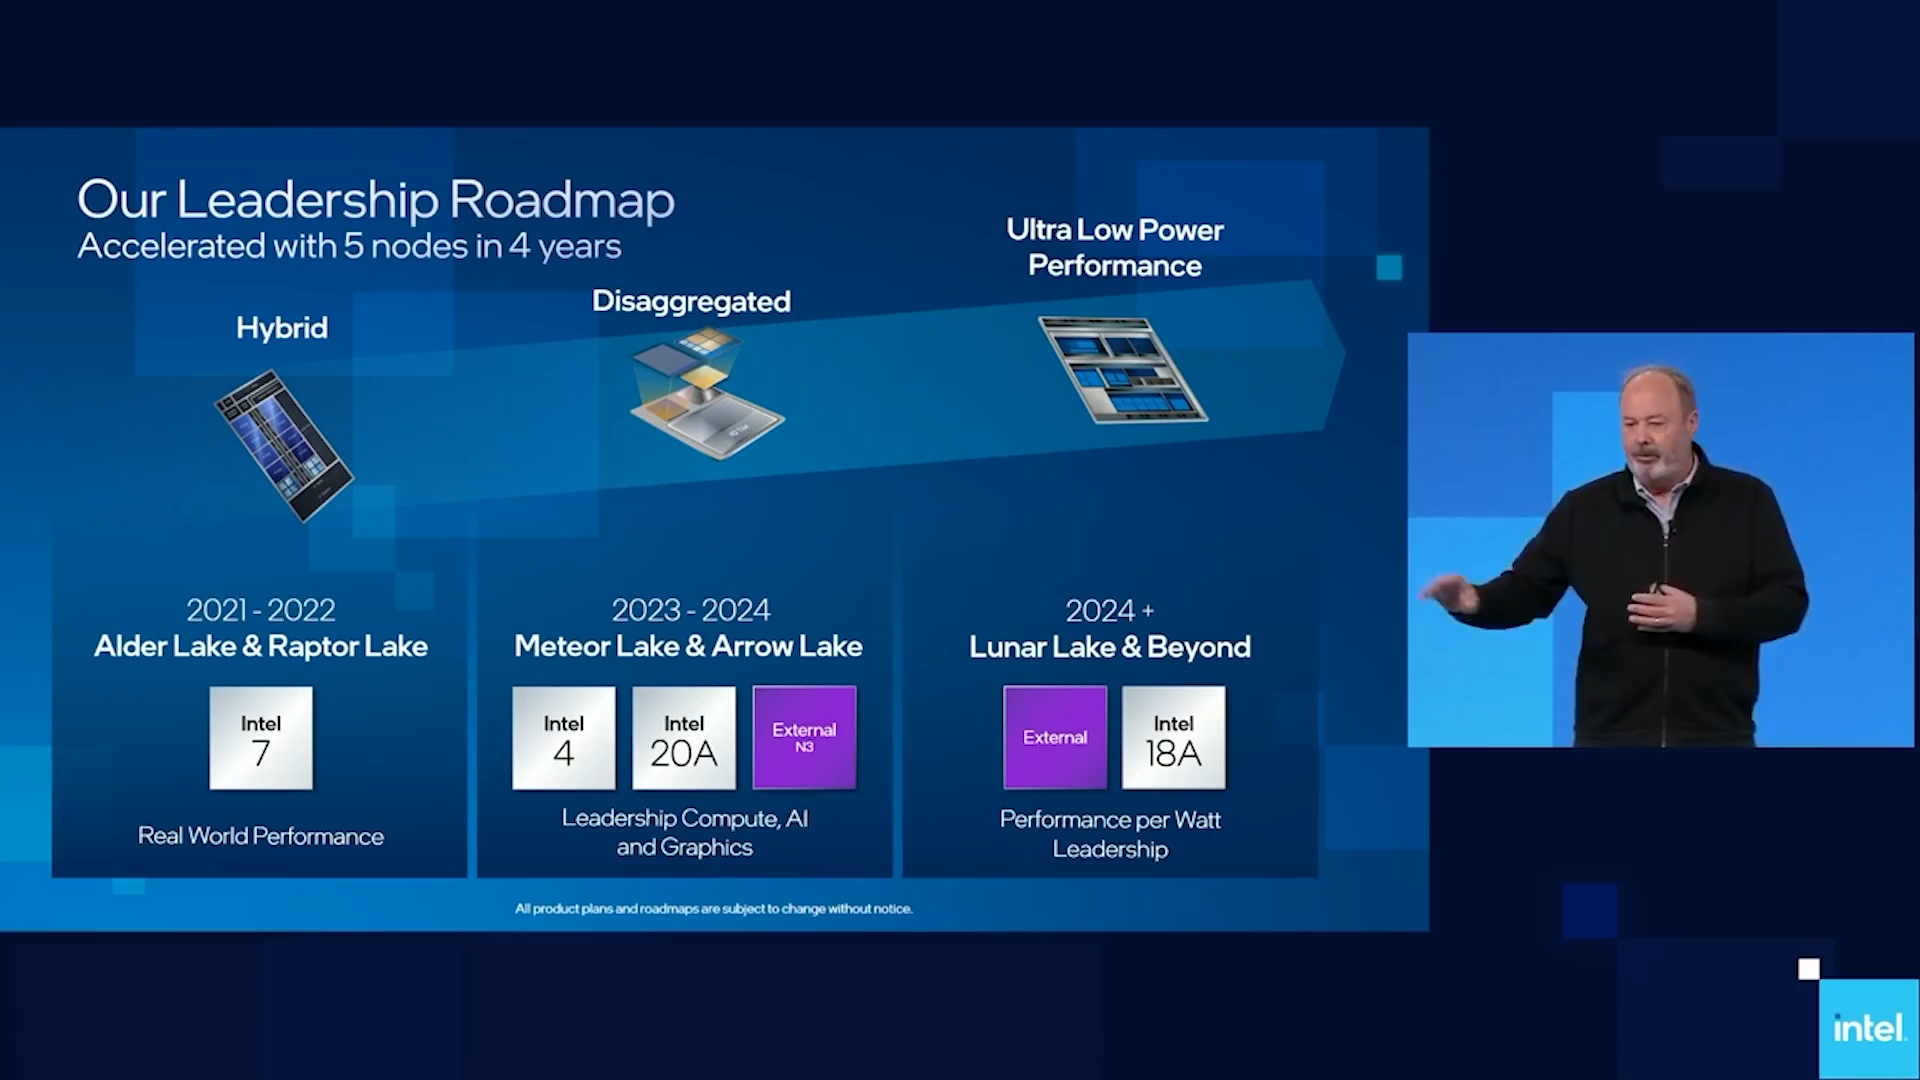 Our Leadership Roadmap
Accelerated with 5 nodes in 4 years
Hybrid
Disaggregated
Ultra Low Power
Performance
2021 - 2022
Alder Lake & Raptor Lake
Intel
7
Real World Performance
2023 - 2024
Meteor Lake & Arrow Lake
Intel
4
Intel
20A
External
N3
Leadership Compute, AI
and Graphics
2024 +
Lunar Lake & Beyond
External
Intel
18A
Performance per Watt
Leadership
All product plans and roadmaps are subject to change without notice.
intel.